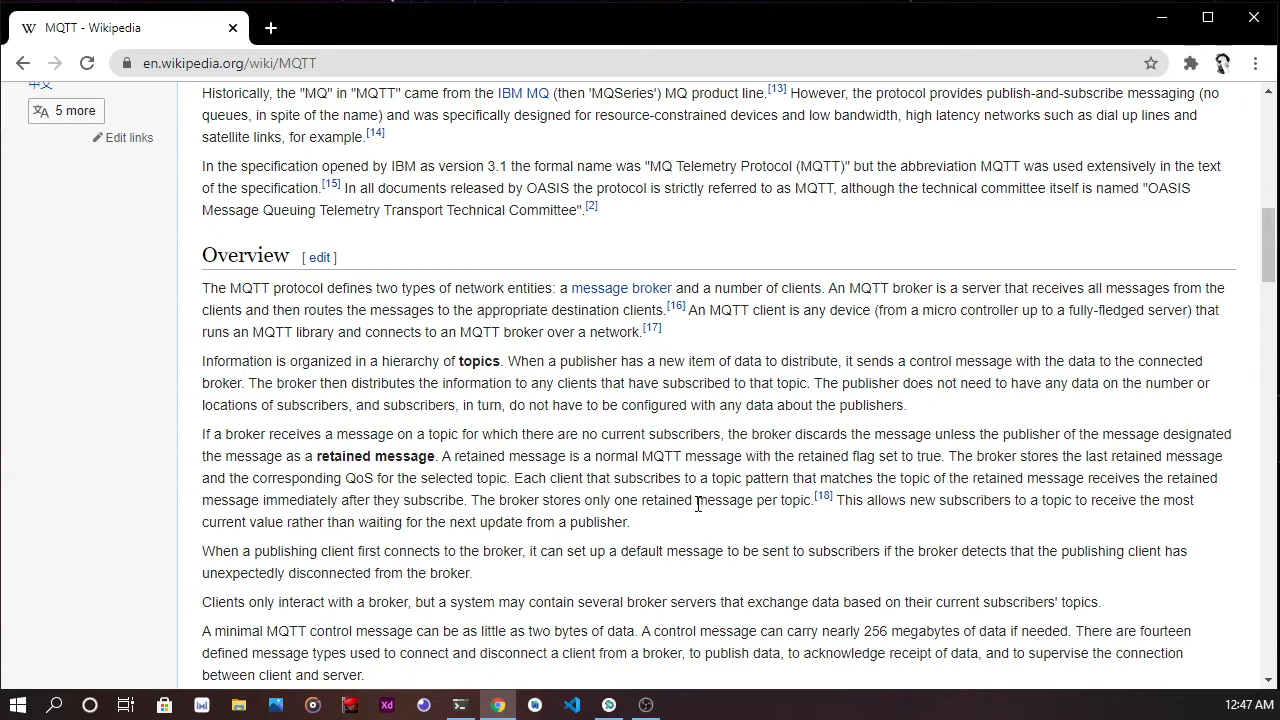 MQTT - Wikipedia
en.wikipedia.org/wiki/MQTT
中文
5 more
Edit links
Historically, the "MQ" in "MQTT" came from the IBM MQ (then 'MQSeries') MQ product line.[13] However, the protocol provides publish-and-subscribe messaging (no
queues, in spite of the name) and was specifically designed for resource-constrained devices and low bandwidth, high latency networks such as dial up lines and
satellite links, for example.[14]
In the specification opened by IBM as version 3.1 the formal name was "MQ Telemetry Protocol (MQTT)" but the abbreviation MQTT was used extensively in the text
of the specification.[15] In all documents released by OASIS the protocol is strictly referred to as MQTT, although the technical committee itself is named "OASIS
Message Queuing Telemetry Transport Technical Committee".[2]
Overview [ edit ]
The MQTT protocol defines two types of network entities: a message broker and a number of clients. An MQTT broker is a server that receives all messages from the
clients and then routes the messages to the appropriate destination clients.[16] An MQTT client is any device (from a micro controller up to a fully-fledged server) that
runs an MQTT library and connects to an MQTT broker over a network.[17]
Information is organized in a hierarchy of topics. When a publisher has a new item of data to distribute, it sends a control message with the data to the connected
broker. The broker then distributes the information to any clients that have subscribed to that topic. The publisher does not need to have any data on the number or
locations of subscribers, and subscribers, in turn, do not have to be configured with any data about the publishers.
If a broker receives a message on a topic for which there are no current subscribers, the broker discards the message unless the publisher of the message designated
the message as a retained message. A retained message is a normal MQTT message with the retained flag set to true. The broker stores the last retained message
and the corresponding QoS for the selected topic. Each client that subscribes to a topic pattern that matches the topic of the retained message receives the retained
message immediately after they subscribe. The broker stores only one retained message per topic.[18] This allows new subscribers to a topic to receive the most
current value rather than waiting for the next update from a publisher.
When a publishing client first connects to the broker, it can set up a default message to be sent to subscribers if the broker detects that the publishing client has
unexpectedly disconnected from the broker.
Clients only interact with a broker, but a system may contain several broker servers that exchange data based on their current subscribers' topics.
A minimal MQTT control message can be as little as two bytes of data. A control message can carry nearly 256 megabytes of data if needed. There are fourteen
defined message types used to connect and disconnect a client from a broker, to publish data, to acknowledge receipt of data, and to supervise the connection
between client and server.
Xd
12:47 AM